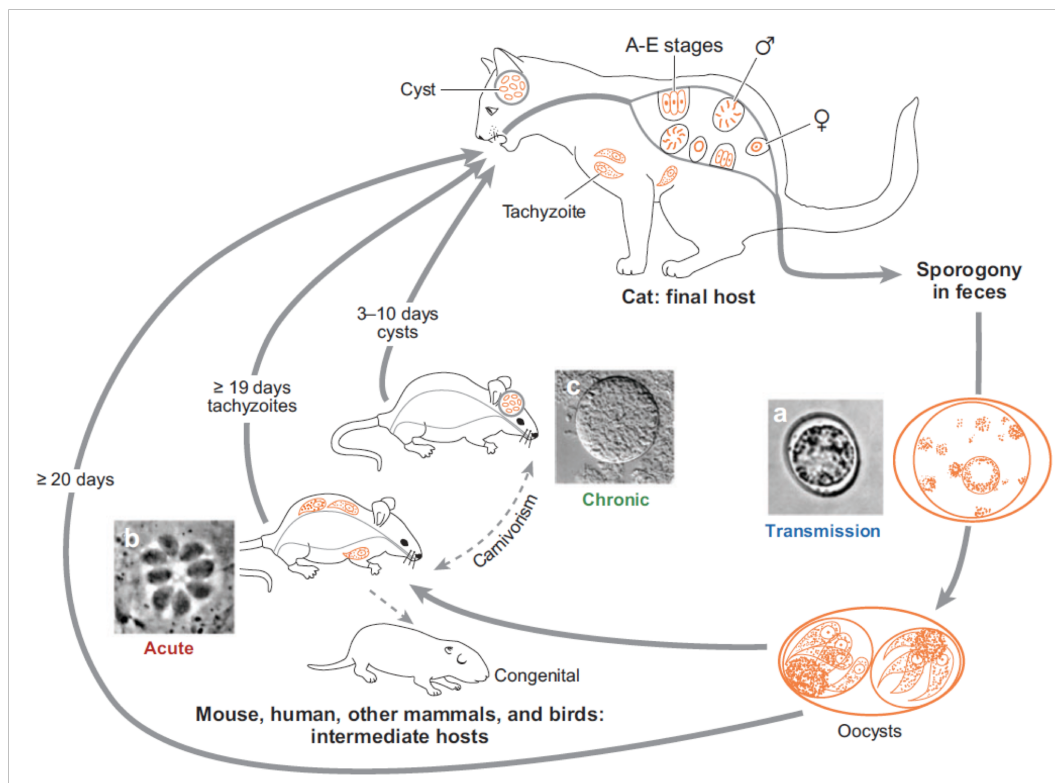 A-E stages
♂
Cyst
♀
Tachyzoite
Cat: final host
Sporogony
in feces
3–10 days
cysts
≥ 19 days
tachyzoites
≥ 20 days
c
Chronic
a
Transmission
Carnivorism
b
Acute
Congenital
Mouse, human, other mammals, and birds:
intermediate hosts
Oocysts